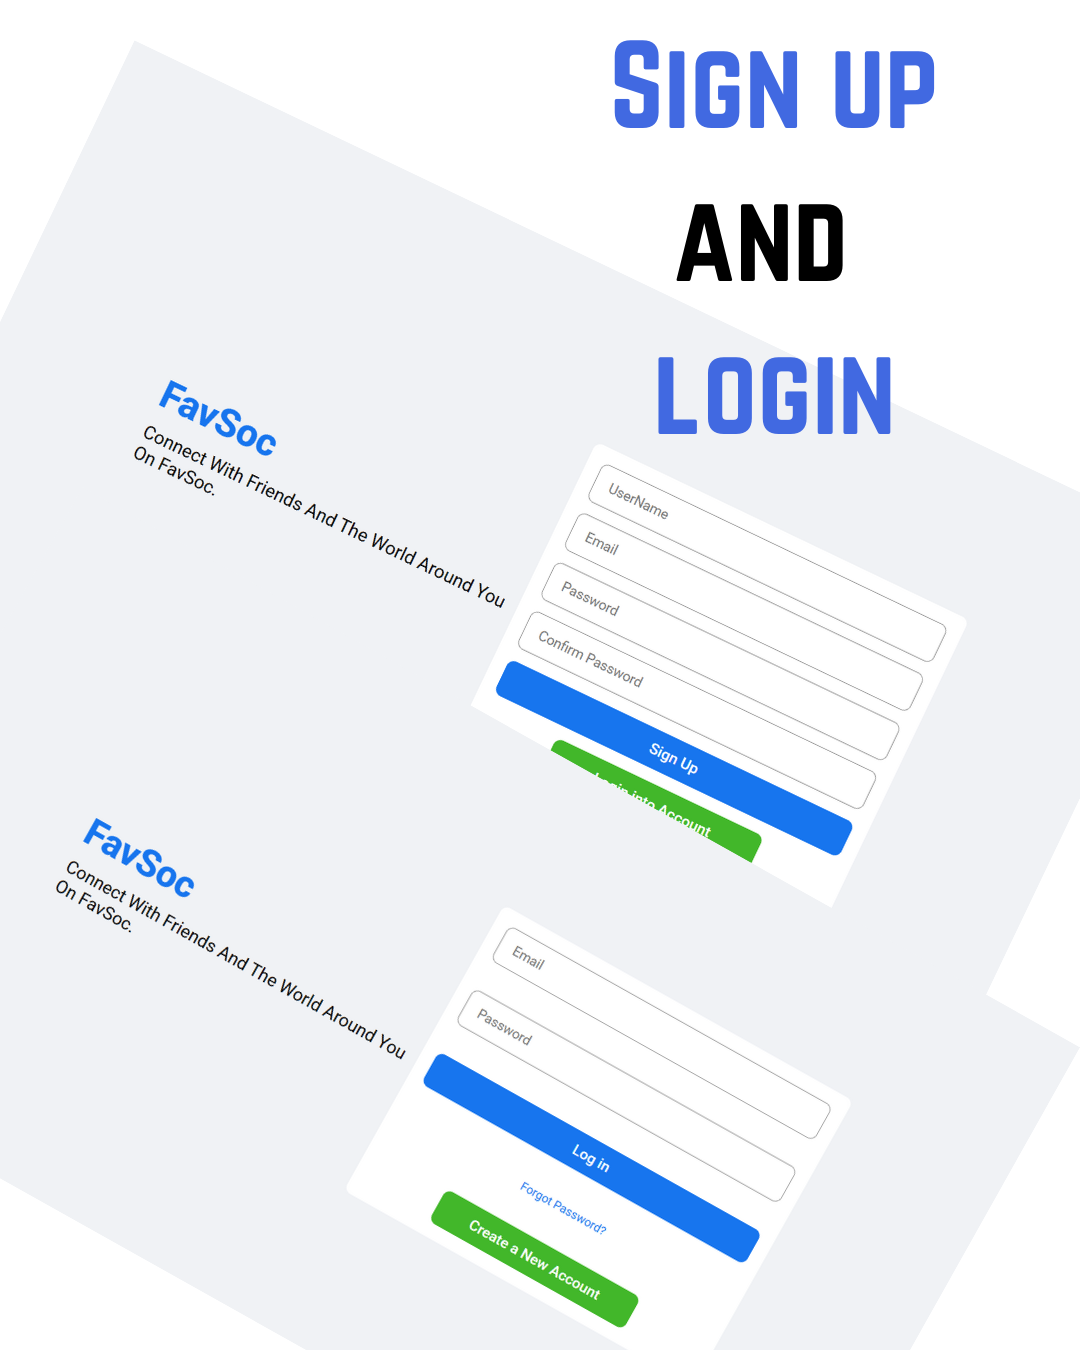 SIGN UP
AND
LOGIN
FavSoc
Connect With Friends And The World Around You
On FavSoc.
UserName
Email
Password
Confirm Password
Sign Up
Login into Account
FavSoc
Connect With Friends And The World Around You
On FavSoc.
Email
Password
Log in
Forgot Password?
Create a New Account